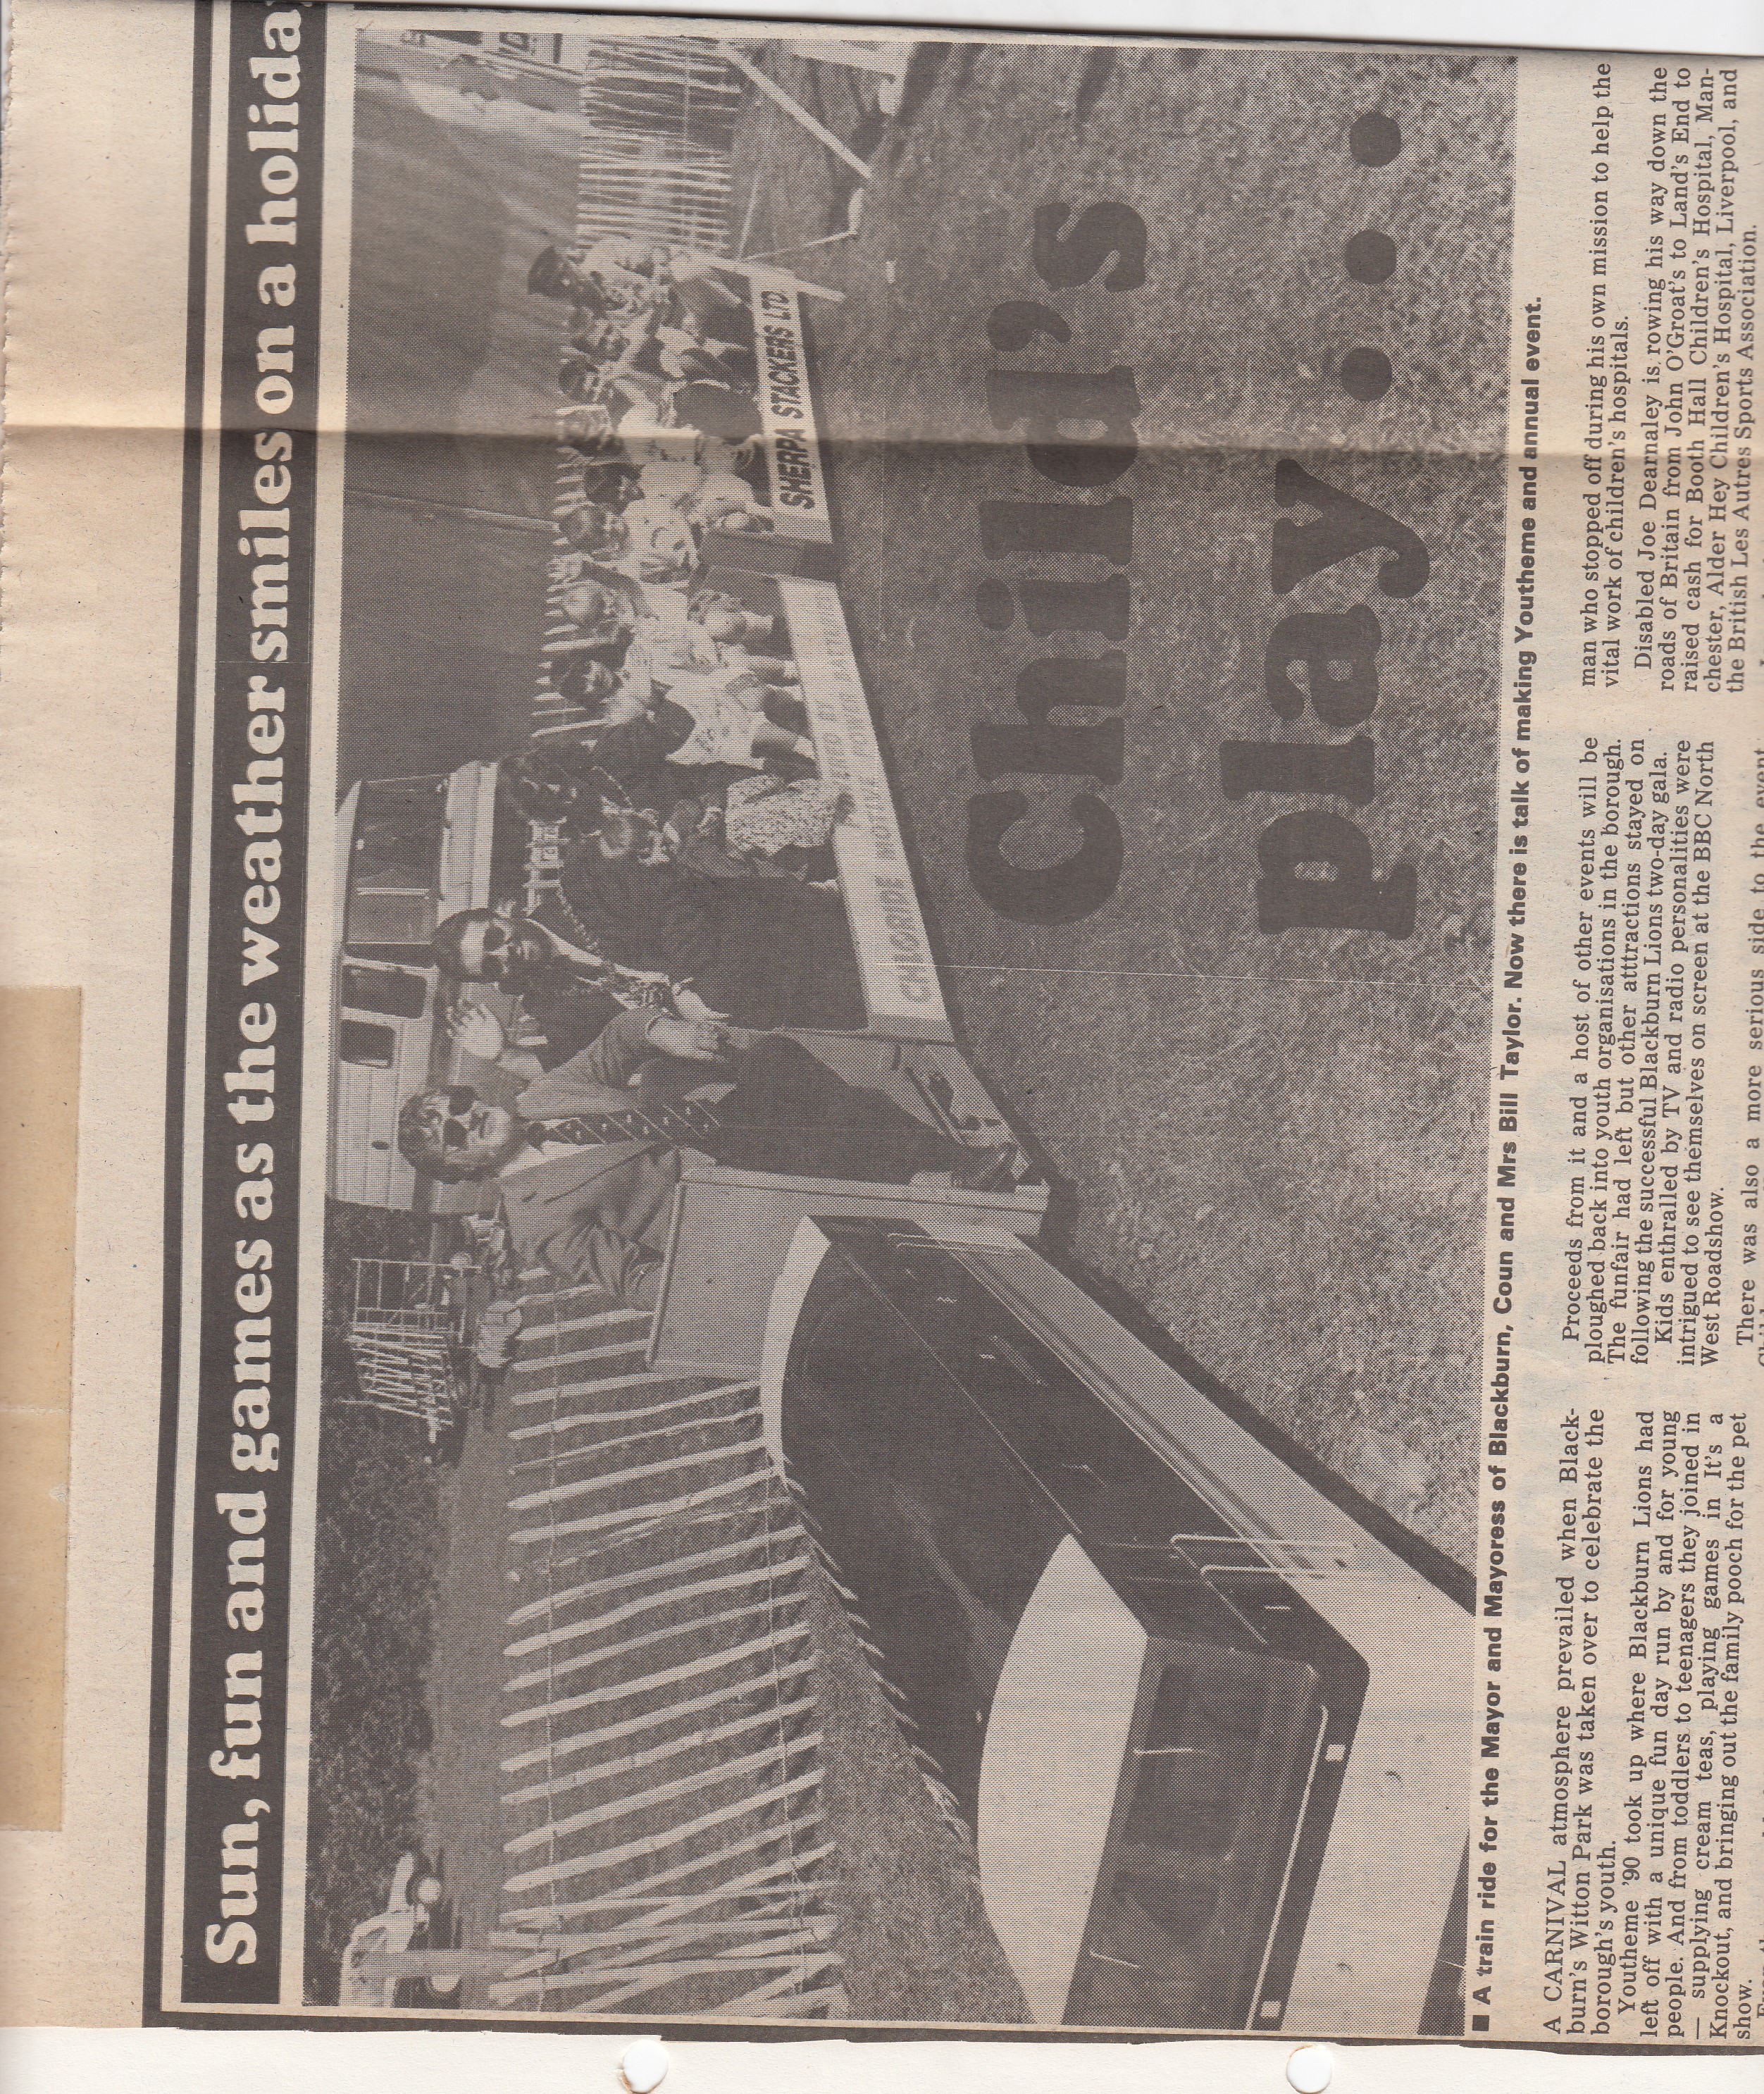 Sun, fun and games as the weather smiles on a holida
SHERPA STACKERS LTD.
CHLORIDE MOTIVE POWER
Child's
play . . .
■ A train ride for the Mayor and Mayoress of Blackburn, Coun and Mrs Bill Taylor. Now there is talk of making Youtheme and annual event.
A CARNIVAL atmosphere prevailed when Black-
burn's Witton Park was taken over to celebrate the
borough's youth.
Youtheme '90 took up where Blackburn Lions had
left off with a unique fun day run by and for young
people. And from toddlers to teenagers they joined in
— supplying cream teas, playing games in It's a
Knockout, and bringing out the family pooch for the pet
show.
Proceeds from it and a host of other events will be
ploughed back into youth organisations in the borough.
The funfair had left but other atttractions stayed on
following the successful Blackburn Lions two-day gala.
Kids enthralled by TV and radio personalities were
intrigued to see themselves on screen at the BBC North
West Roadshow.
There was also a more serious side to the event
man who stopped off during his own mission to help the
vital work of children's hospitals.
Disabled Joe Dearnaley is rowing his way down the
roads of Britain from John O'Groat's to Land's End to
raised cash for Booth Hall Children's Hospital, Man-
chester, Alder Hey Children's Hospital, Liverpool, and
the British Les Autres Sports Association.